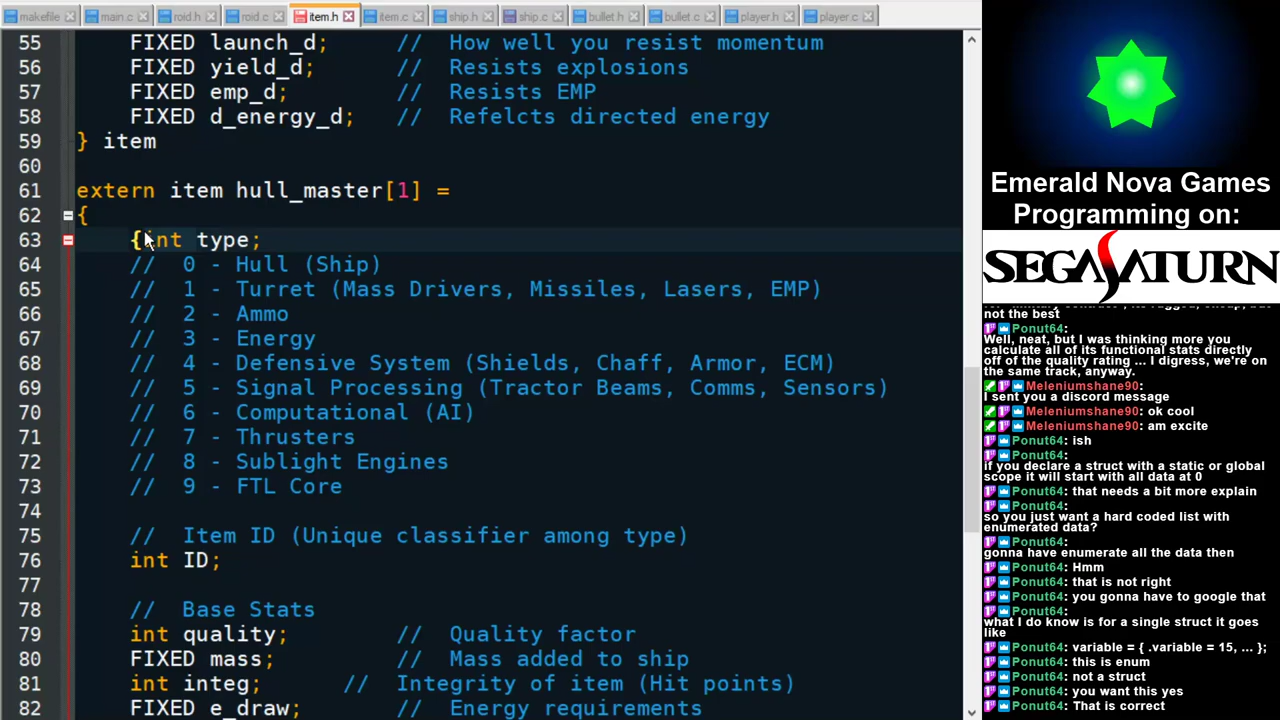 makefile main.c roid.h roid.c item.h item.c ship.h ship.c bullet.h bullet.c player.h player.c
55 FIXED launch_d; // How well you resist momentum
56 FIXED yield_d; // Resists explosions
57 FIXED emp_d; // Resists EMP
58 FIXED d_energy_d; // Refelcts directed energy
59 } item
60
61 extern item hull_master[1] =
62 {
63 {int type;
64 // 0 - Hull (Ship)
65 // 1 - Turret (Mass Drivers, Missiles, Lasers, EMP)
66 // 2 - Ammo
67 // 3 - Energy
68 // 4 - Defensive System (Shields, Chaff, Armor, ECM)
69 // 5 - Signal Processing (Tractor Beams, Comms, Sensors)
70 // 6 - Computational (AI)
71 // 7 - Thrusters
72 // 8 - Sublight Engines
73 // 9 - FTL Core
74
75 // Item ID (Unique classifier among type)
76 int ID;
77
78 // Base Stats
79 int quality; // Quality factor
80 FIXED mass; // Mass added to ship
81 int integ; // Integrity of item (Hit points)
82 FIXED e_draw; // Energy requirements
Emerald Nova Games
Programming on:
SEGA SATURN
not the best
Ponut64:
Well, neat, but I was thinking more you
calculate all of its functional stats directly
off of the quality rating ... I digress, we're on
the same track, anyway.
Meleniumshane90:
I sent you a discord message
Meleniumshane90: ok cool
Meleniumshane90: am excite
Ponut64: ish
Ponut64:
if you declare a struct with a static or global
scope it will start with all data at 0
Ponut64: that needs a bit more explain
Ponut64:
so you just want a hard coded list with
enumerated data?
Ponut64:
gonna have enumerate all the data then
Ponut64: Hmm
Ponut64: that is not right
Ponut64: you gonna have to google that
Ponut64:
what I do know is for a single struct it goes
like
Ponut64: variable = { .variable = 15, ... };
Ponut64: this is enum
Ponut64: not a struct
Ponut64: you want this yes
Ponut64: That is correct